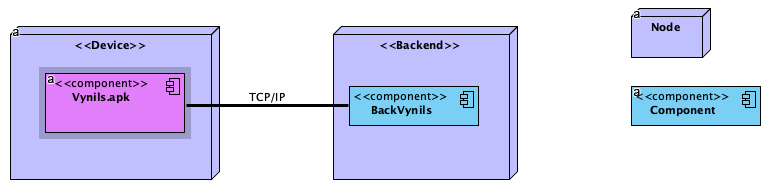 a
<<Device>>
a
<<component>>
Vynils.apk
TCP/IP
<<Backend>>
<<component>>
BackVynils
a
Node
a
<<component>>
Component